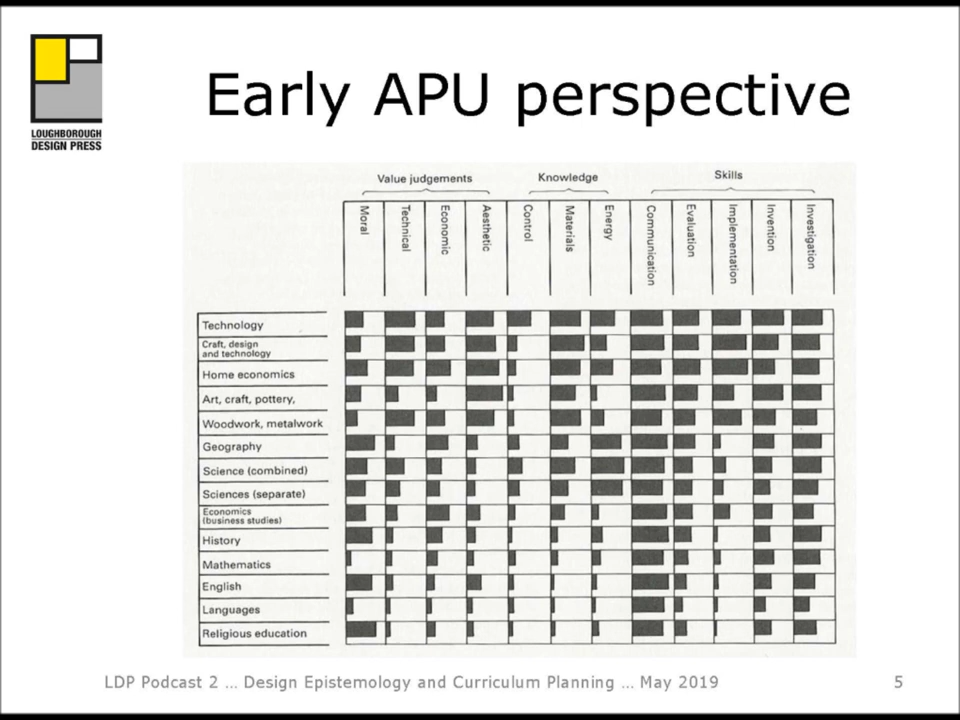 LOUGHBOROUGH
DESIGN PRESS
Early APU perspective
Value judgements Knowledge Skills
Moral Technical Economic Aesthetic Control Materials Energy Communication Evaluation Implementation Invention Investigation
Technology
Craft, design
and technology
Home economics
Art, craft, pottery,
Woodwork, metalwork
Geography
Science (combined)
Sciences (separate)
Economics
(business studies)
History
Mathematics
English
Languages
Religious education
LDP Podcast 2 ... Design Epistemology and Curriculum Planning ... May 2019 5